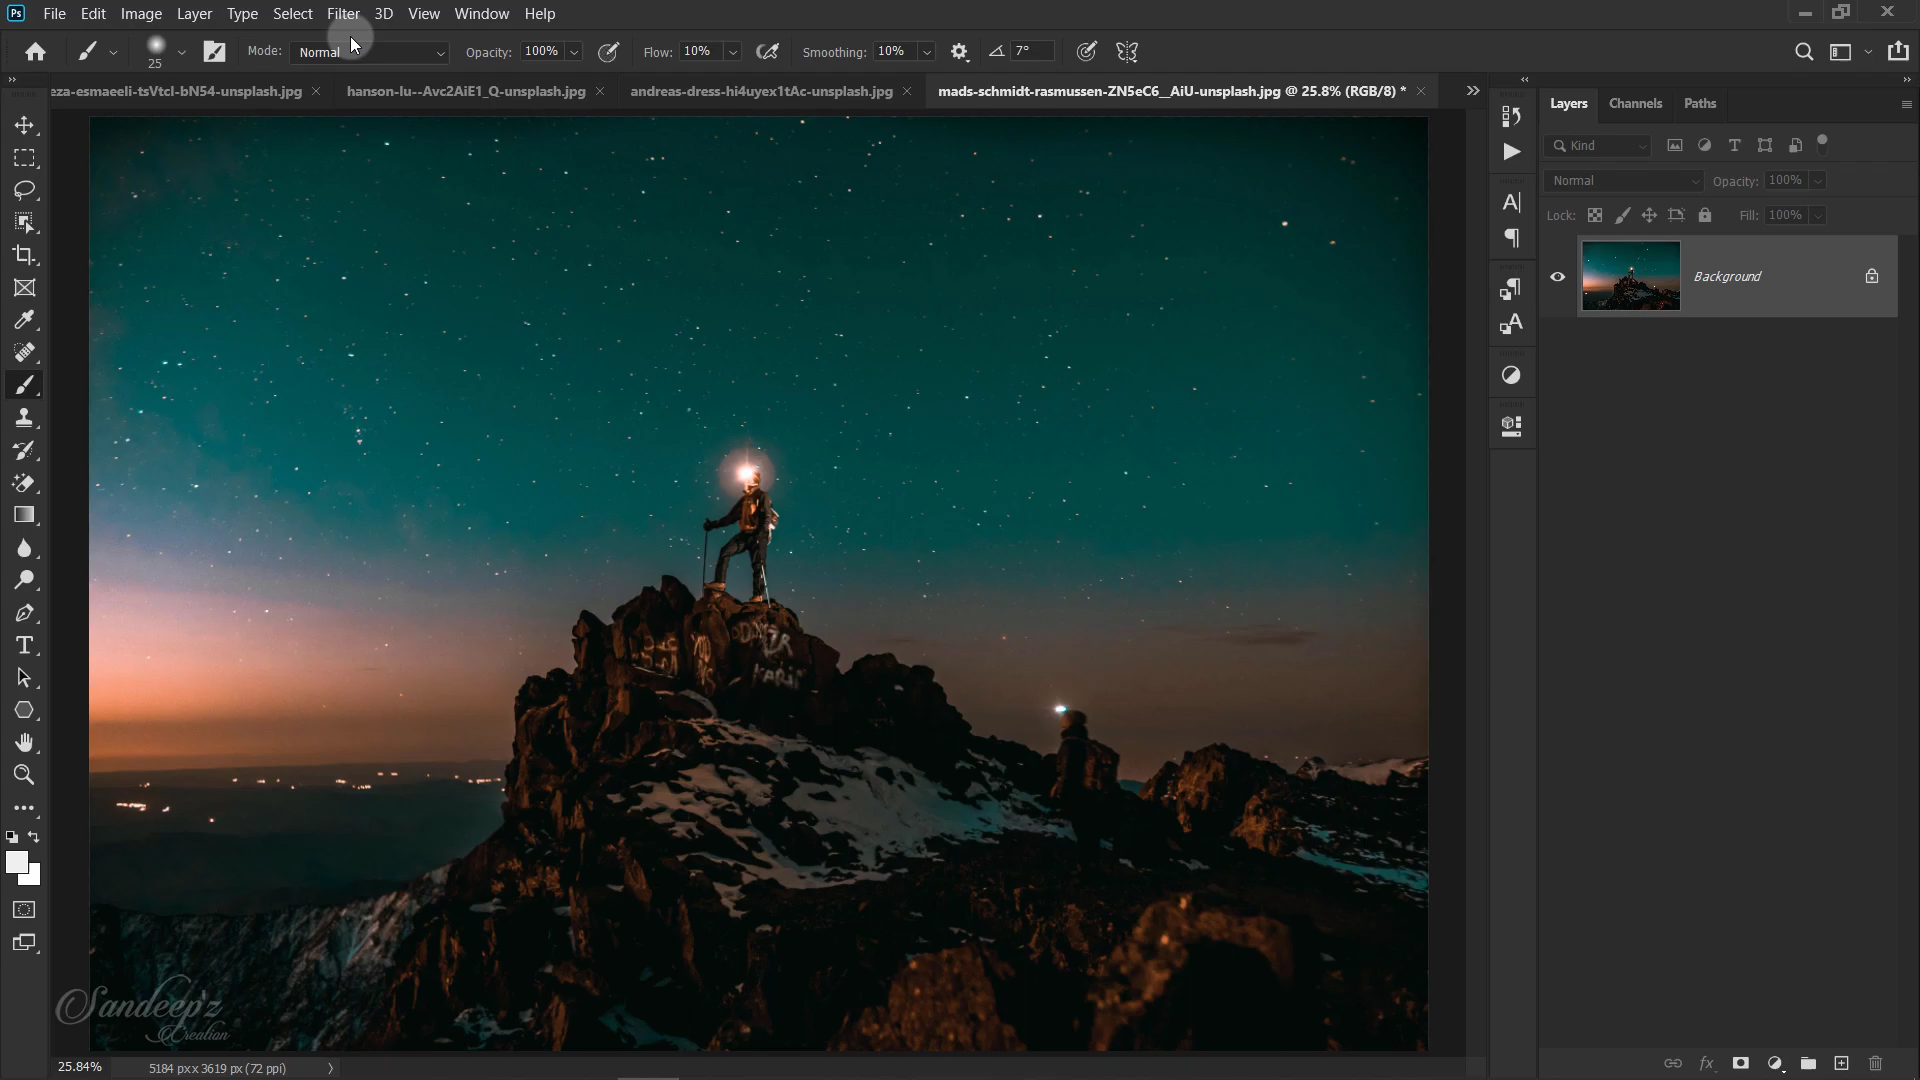 Ps File Edit Image Layer Type Select Filter 3D View Window Help
25 Mode: Normal Opacity: 100% Flow: 10% Smoothing: 10% 7°
eza-esmaeeli-tsVtcI-bN54-unsplash.jpg hanson-lu--Avc2AiE1_Q-unsplash.jpg andreas-dress-hi4uyex1tAc-unsplash.jpg mads-schmidt-rasmussen-ZN5eC6__AiU-unsplash.jpg @ 25.8% (RGB/8) *
Layers Channels Paths
Kind
Normal Opacity: 100%
Lock: Fill: 100%
Background
Sandeep'z
Creation
25.84% 5184 px x 3619 px (72 ppi)